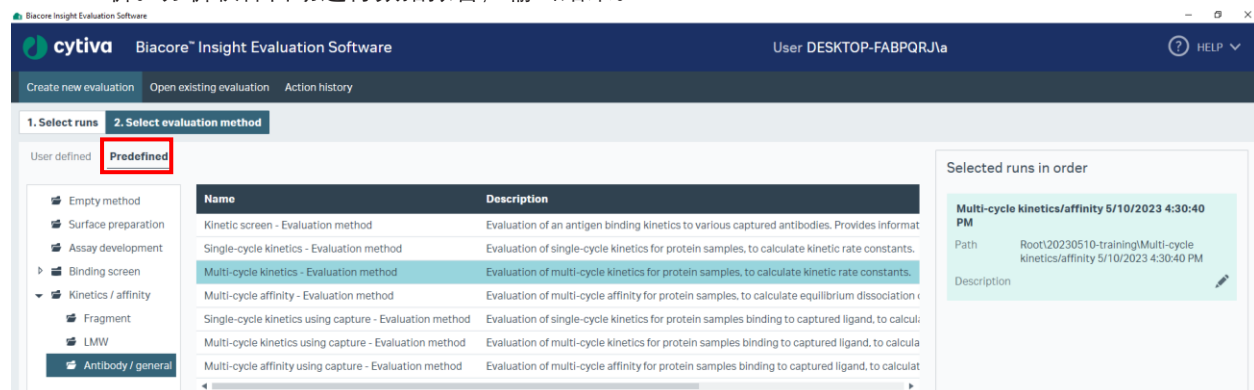 Biacore Insight Evaluation Software
cytiva Biacore™ Insight Evaluation Software User DESKTOP-FABPQRJ\a ? HELP
Create new evaluation Open existing evaluation Action history
1. Select runs 2. Select evaluation method
User defined Predefined
Selected runs in order
Empty method
Surface preparation
Assay development
Binding screen
Kinetics / affinity
Fragment
LMW
Antibody / general
Name Description
Kinetic screen - Evaluation method Evaluation of an antigen binding kinetics to various captured antibodies. Provides informat
Single-cycle kinetics - Evaluation method Evaluation of single-cycle kinetics for protein samples, to calculate kinetic rate constants.
Multi-cycle kinetics - Evaluation method Evaluation of multi-cycle kinetics for protein samples, to calculate kinetic rate constants.
Multi-cycle affinity - Evaluation method Evaluation of multi-cycle affinity for protein samples, to calculate equilibrium dissociation
Single-cycle kinetics using capture - Evaluation method Evaluation of single-cycle kinetics for protein samples binding to captured ligand, to calcul
Multi-cycle kinetics using capture - Evaluation method Evaluation of multi-cycle kinetics for protein samples binding to captured ligand, to calcula
Multi-cycle affinity using capture - Evaluation method Evaluation of multi-cycle affinity for protein samples binding to captured ligand, to calculat
Multi-cycle kinetics/affinity 5/10/2023 4:30:40
PM
Path Root\20230510-training\Multi-cycle
kinetics/affinity 5/10/2023 4:30:40 PM
Description